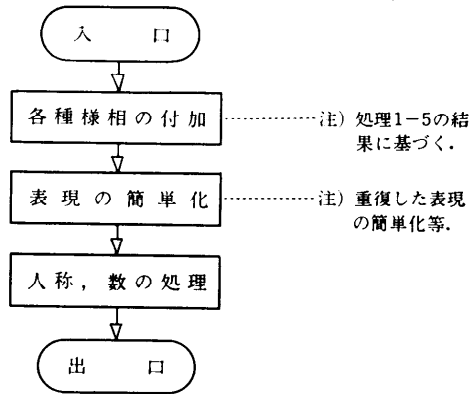 入口
各種様相の付加
注) 処理1-5の結
果に基づく.
表現の簡単化
注) 重複した表現
の簡単化等.
人称,数の処理
出口